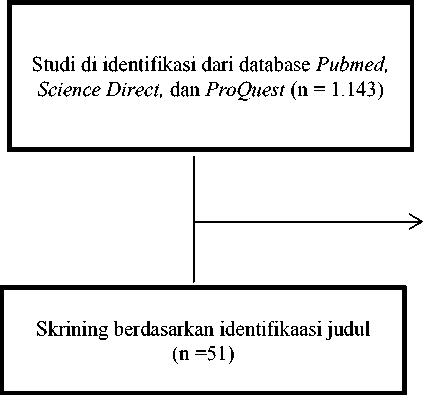 Studi di identifikasi dari database Pubmed,
Science Direct, dan ProQuest (n = 1.143)
Skrining berdasarkan identifikaasi judul
(n =51)